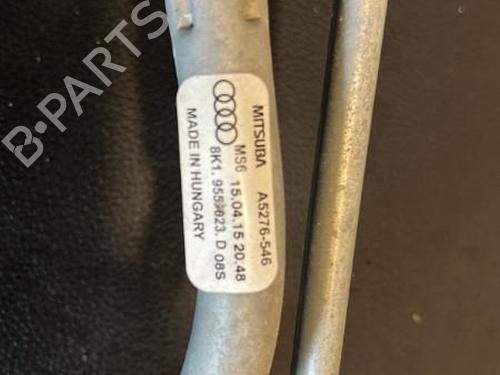 MITSUBA A5276-546
MS6 15.04.15 20.48
8K1. 955.023. D 08S
MADE IN HUNGARY
B-PARTS